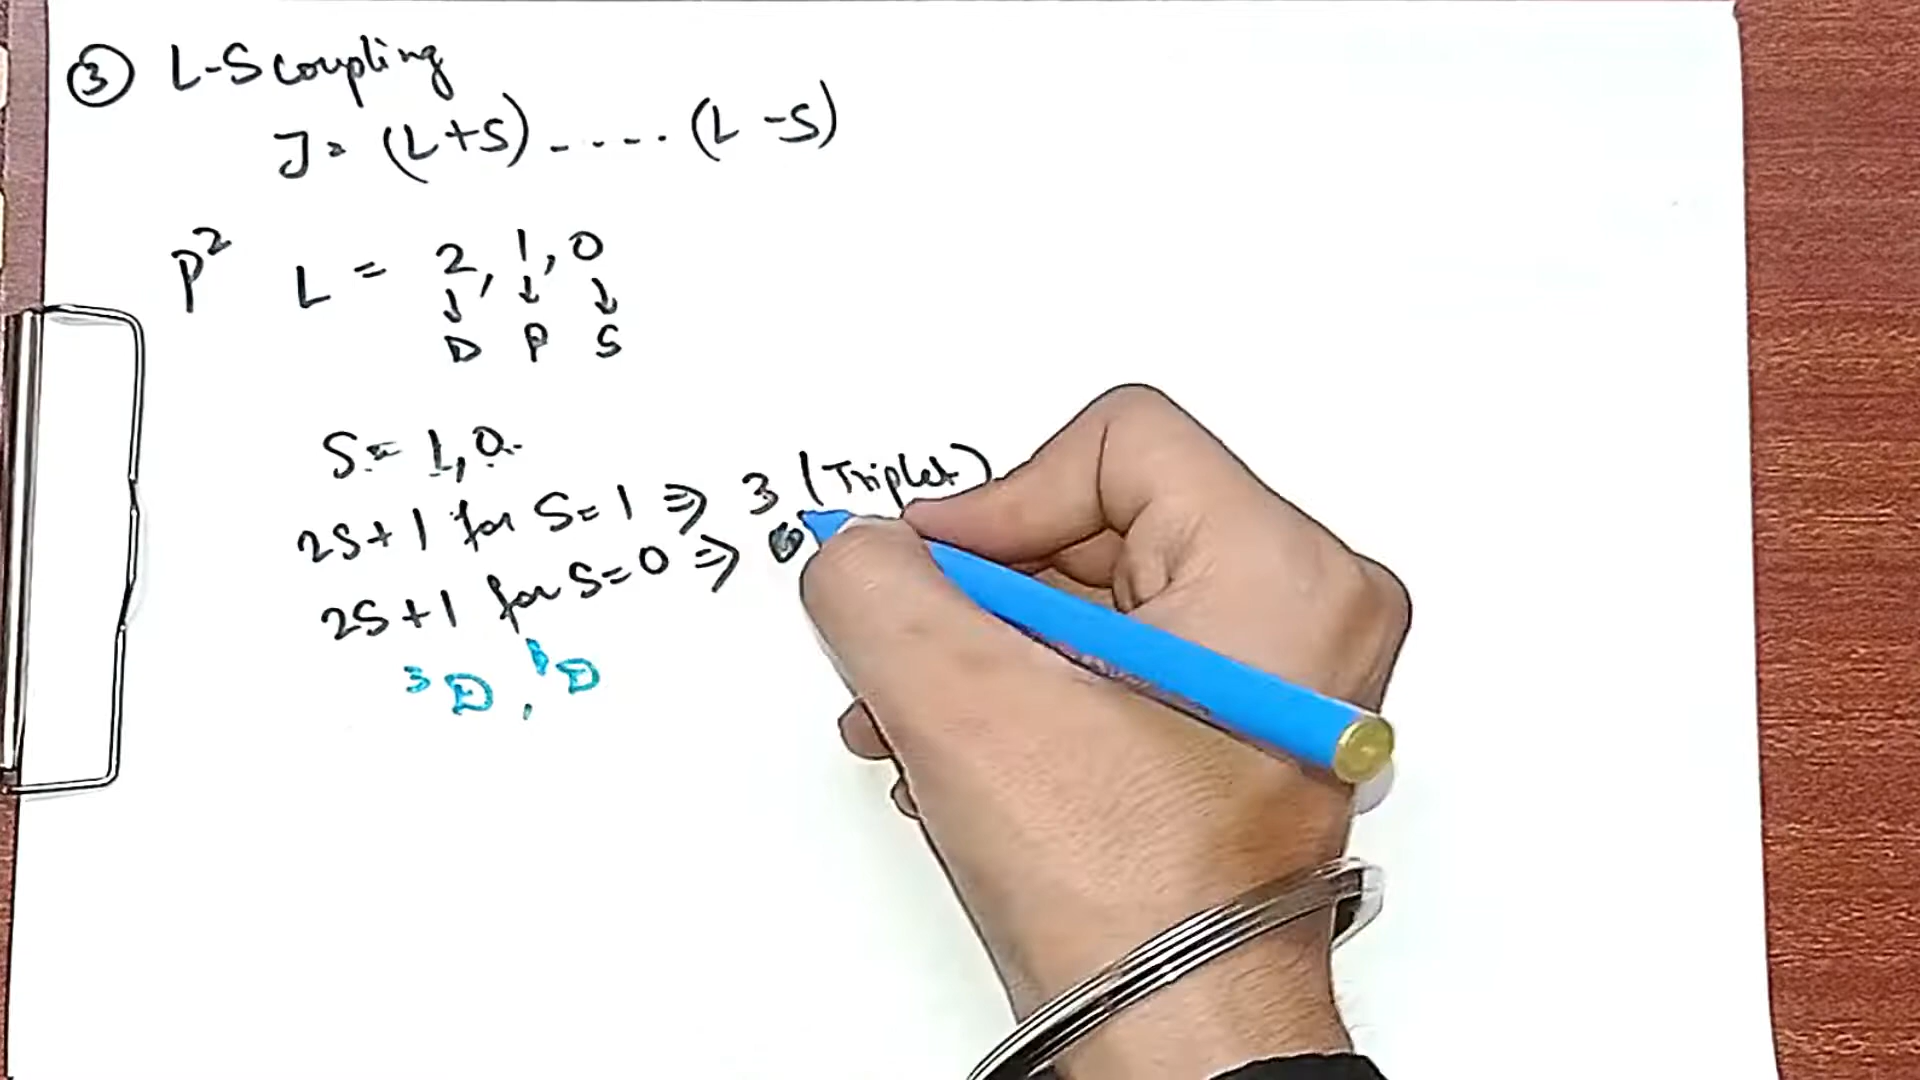 ③ L-S coupling
J = (L+S) ..... (L-S)
p² L = 2, 1, 0
↓ ↓ ↓
D P S
S = 1, 0.
2S+1 for S=1 ⇒ 3 (Triplet)
2S+1 for S=0 ⇒
³D, D